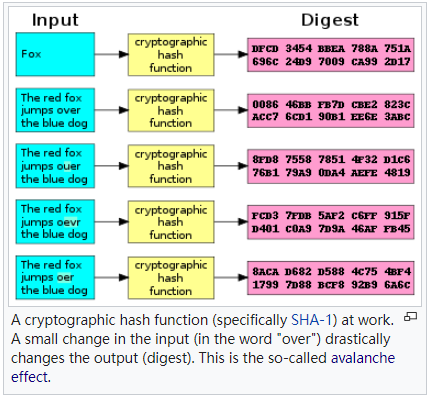 Input
Digest
Fox
cryptographic
hash
function
DFCD 3454 BBEA 788A 751A
696C 24D9 7009 CA99 2D17
The red fox
jumps over
the blue dog
cryptographic
hash
function
0086 46BB FB7D CBE2 823C
ACC7 6CD1 90B1 EE6E 3ABC
The red fox
jumps ouer
the blue dog
cryptographic
hash
function
8FD8 7558 7851 4F32 D1C6
76B1 79A9 0DA4 AEFE 4819
The red fox
jumps oevr
the blue dog
cryptographic
hash
function
FCD3 7FDB 5AF2 C6FF 915F
D401 C0A9 7D9A 46AF FB45
The red fox
jumps oer
the blue dog
cryptographic
hash
function
8ACA D682 D588 4C75 4BF4
1799 7D88 BCF8 92B9 6A6C
A cryptographic hash function (specifically SHA-1) at work.
A small change in the input (in the word "over") drastically
changes the output (digest). This is the so-called avalanche
effect.